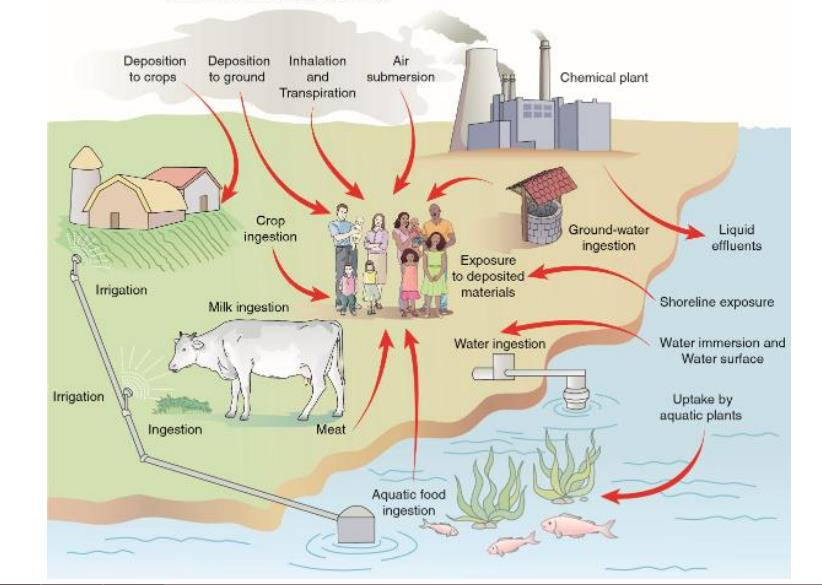 Deposition
to crops
Deposition
to ground
Inhalation
and
Transpiration
Air
submersion
Chemical plant
Crop
ingestion
Ground-water
ingestion
Liquid
effluents
Exposure
to deposited
materials
Irrigation
Shoreline exposure
Milk ingestion
Water ingestion
Water immersion and
Water surface
Irrigation
Ingestion
Meat
Uptake by
aquatic plants
Aquatic food
ingestion